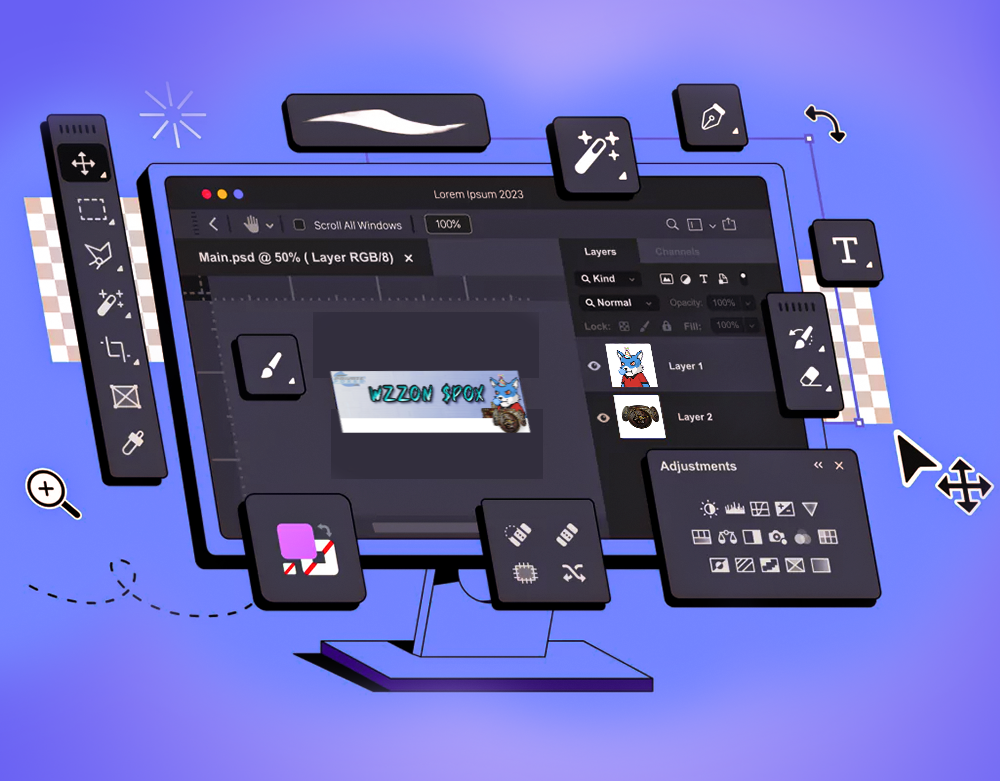 Lorem Ipsum 2023
Scroll All Windows
100%
Main.psd @ 50% ( Layer RGB/8) ×
Layers
Channels
Kind
T
Normal
Opacity: 100%
Lock:
Fill: 100%
T
WZZON $POX
Layer 1
Layer 2
Adjustments